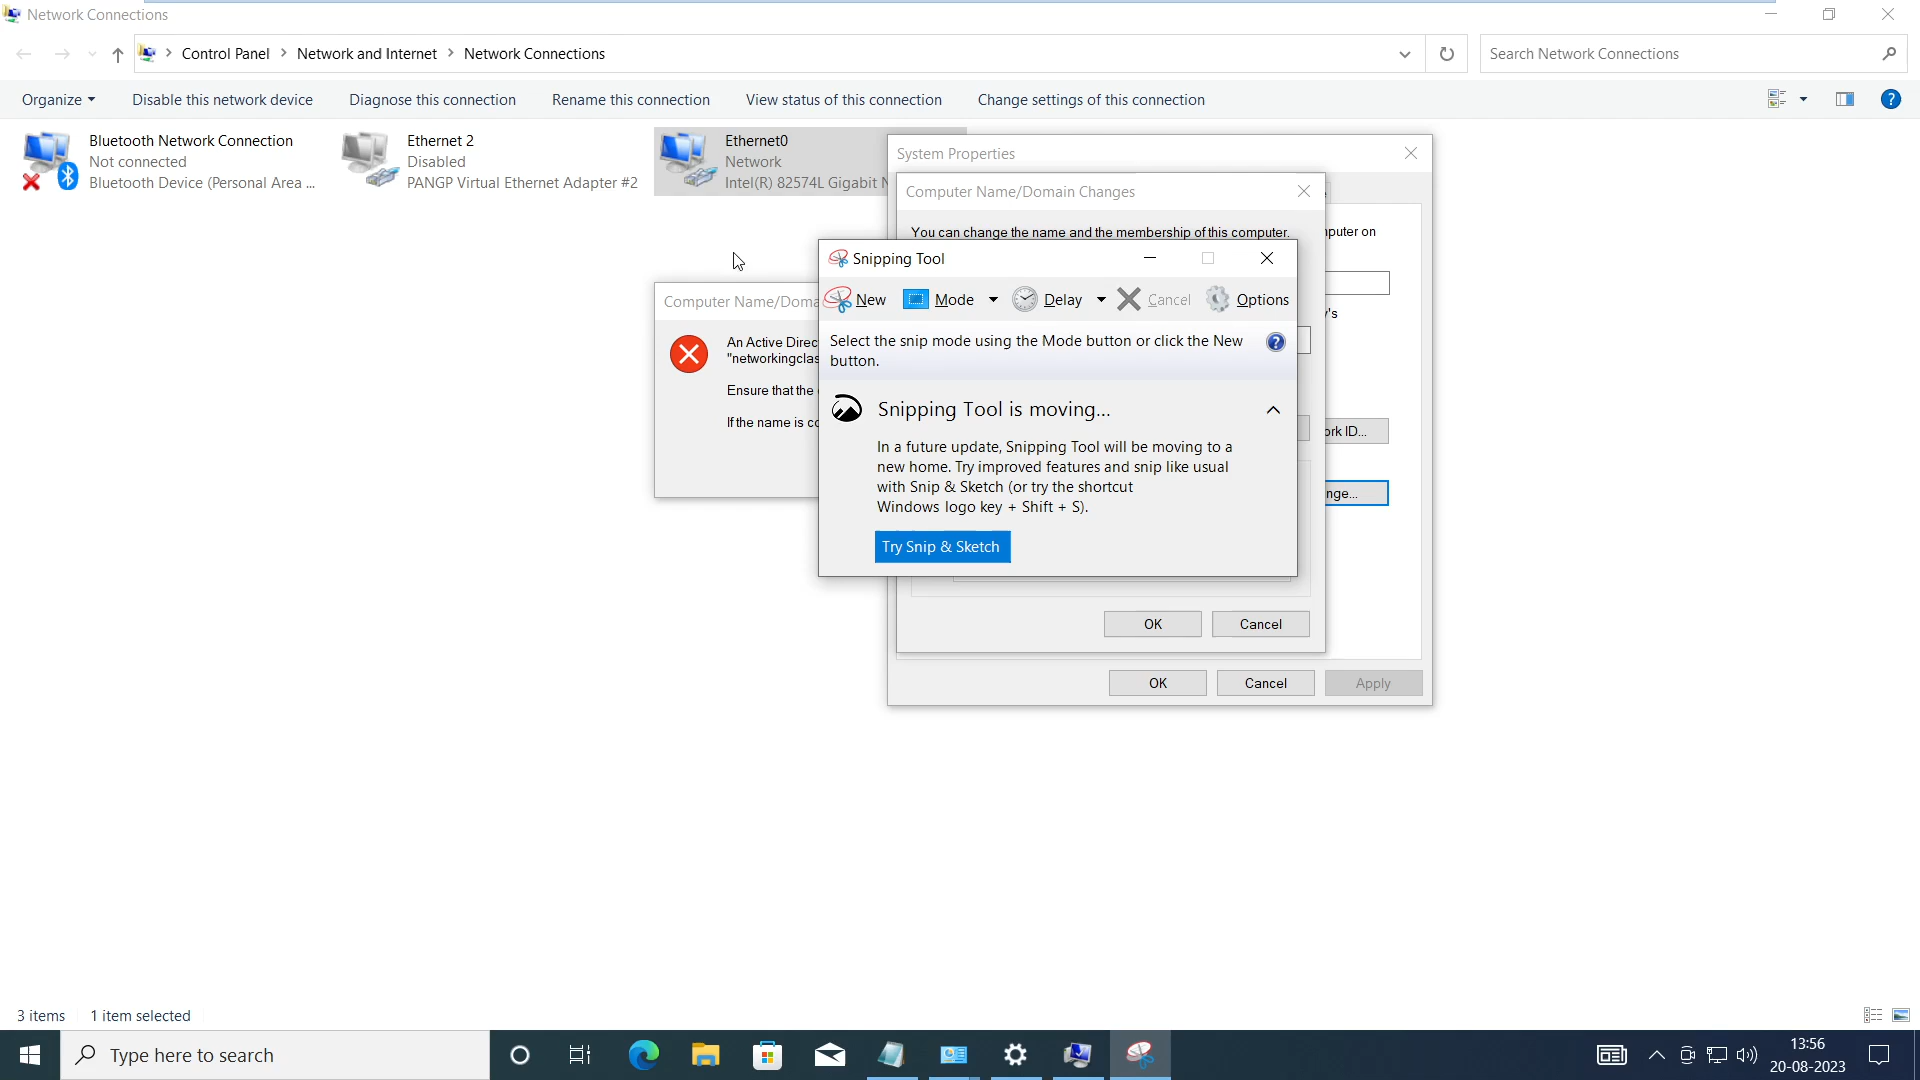 Network Connections
Control Panel > Network and Internet > Network Connections
Search Network Connections
Organize
Disable this network device
Diagnose this connection
Rename this connection
View status of this connection
Change settings of this connection
Bluetooth Network Connection
Not connected
Bluetooth Device (Personal Area ...
Ethernet 2
Disabled
PANGP Virtual Ethernet Adapter #2
Ethernet0
Network
Intel(R) 82574L Gigabit
System Properties
Computer Name/Domain Changes
You can change the name and the membership of this computer.
on
ID...
Computer Name/
An Active
Ensure that the
If the name is
Snipping Tool
New
Mode
Delay
Cancel
Options
Select the snip mode using the Mode button or click the New
button.
Snipping Tool is moving...
In a future update, Snipping Tool will be moving to a
new home. Try improved features and snip like usual
with Snip & Sketch (or try the shortcut
Windows logo key + Shift + S).
Try Snip & Sketch
OK
Cancel
OK
Cancel
Apply
3 items
1 item selected
Type here to search
13:56
20-08-2023